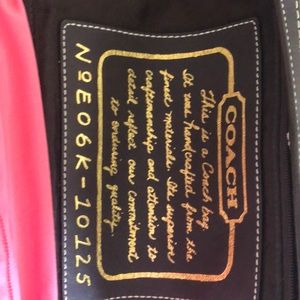 COACH
This is a Coach bag.
It was handcrafted from the
finest materials. Its superior
craftsmanship and attention to
detail reflect our commitment
to enduring quality.
NoE06K-10125